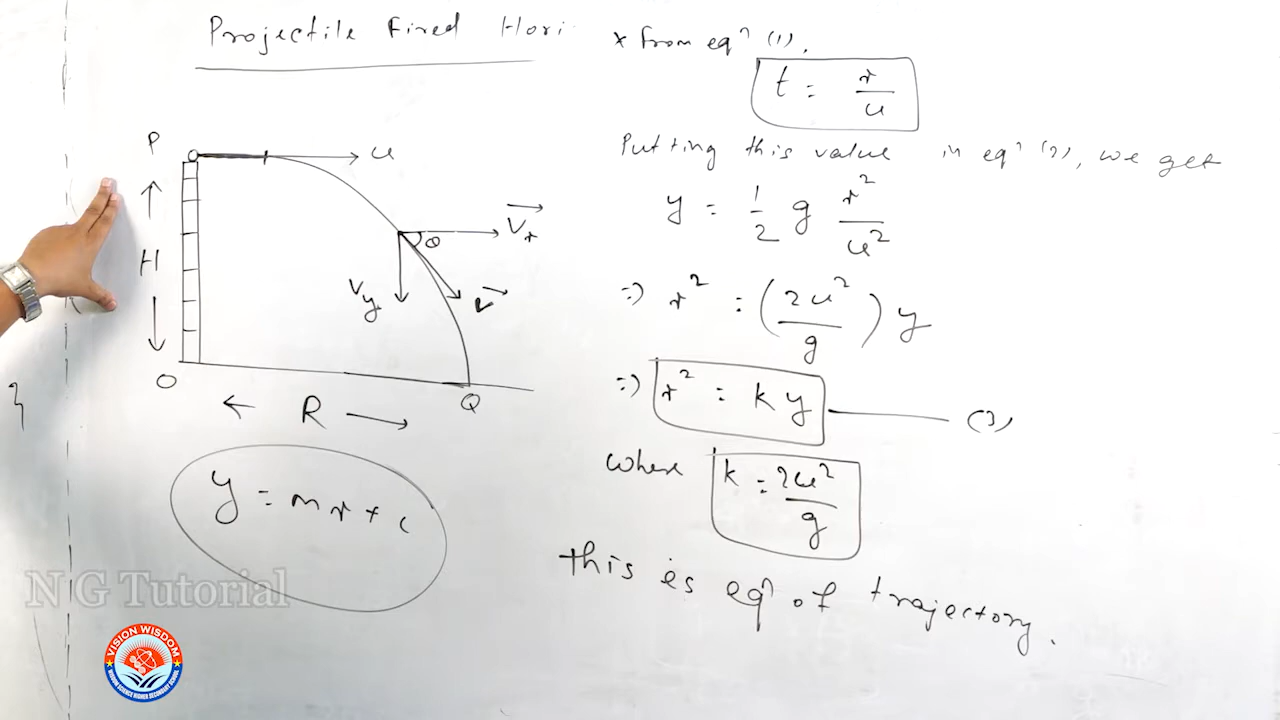 Projectile Fired Hori
P
u
Vx
θ
Vy
V
H
O
R
Q
y = mx + c
x from eqⁿ (1),
t = x/u
Putting this value in eqⁿ (2), we get
y = 1/2 g x²/u²
=) x² = (2u²/g) y
=) x² = k y (3)
where k = 2u²/g
this is eqⁿ of trajectory.
N G Tutorial
VISION WISDOM